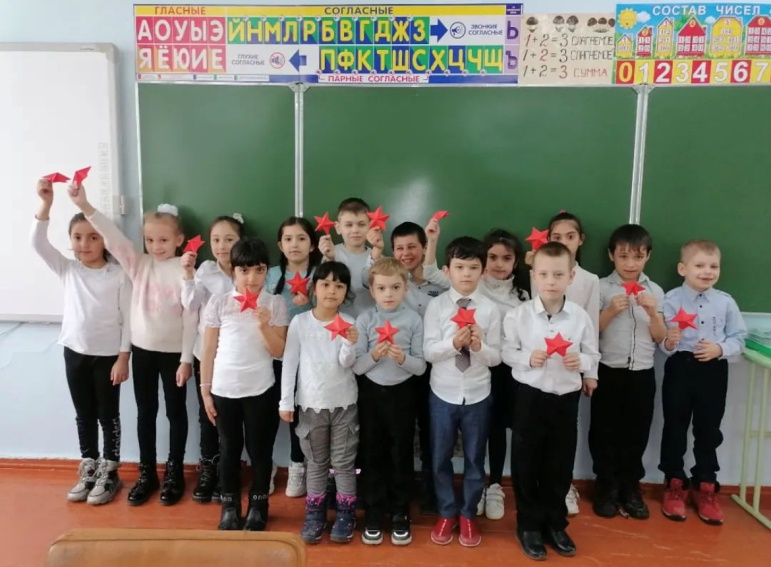 ГЛАСНЫЕ СОГЛАСНЫЕ
АОУЫЭ ЙНМЛРБВГДЖЗ ЗВОНКИЕ СОГЛАСНЫЕ Ь
ЯЁЮИЕ ГЛУХИЕ СОГЛАСНЫЕ ПФКТШСХЦЧЩ Ъ
ПАРНЫЕ СОГЛАСНЫЕ
1+2=3 СЛАГАЕМОЕ
1+2=3 СЛАГАЕМОЕ
1+2=3 СУММА
СОСТАВ ЧИСЕЛ
01234567